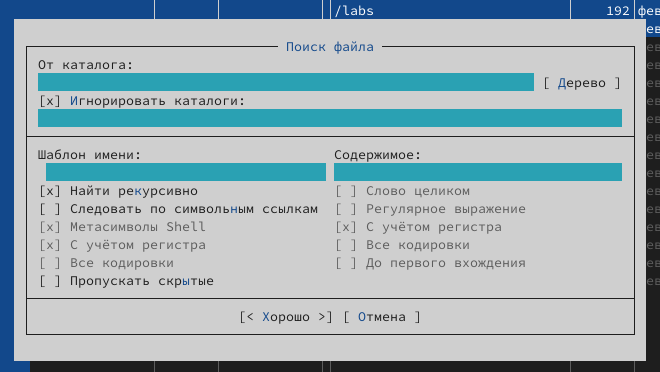 /labs 192 фев
Поиск файла
От каталога:
[ Дерево ]
[x] Игнорировать каталоги:
Шаблон имени: Содержимое:
[x] Найти рекурсивно [ ] Слово целиком
[ ] Следовать по символьным ссылкам [ ] Регулярное выражение
[x] Метасимволы Shell [x] С учётом регистра
[x] С учётом регистра [ ] Все кодировки
[ ] Все кодировки [ ] До первого вхождения
[ ] Пропускать скрытые
[< Хорошо >] [ Отмена ]